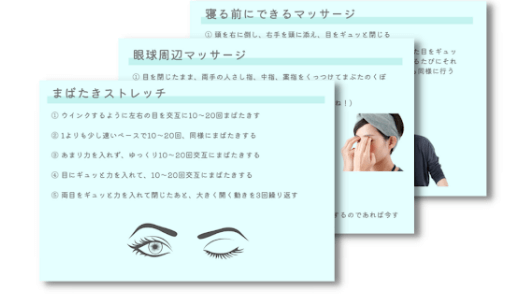 寝る前にできるマッサージ
① 頭を右に倒し、右手を頭に添え、目をギュッと閉じる
た目をギュッ
るたびにそれ
も同様に行う
眼球周辺マッサージ
① 目を閉じたまま、両手の人さし指、中指、薬指をくっつけてまぶたのくぼ
ね！）
するのであれば今す
まばたきストレッチ
① ウインクするように左右の目を交互に10〜20回まばたきす
② 1よりも少し速いペースで10〜20回、同様にまばたきする
③ あまり力を入れず、ゆっくり10〜20回交互にまばたきする
④ 目にギュッと力を入れて、10〜20回交互にまばたきする
⑤ 両目をギュッと力を入れて閉じたあと、大きく開く動きを3回繰り返す